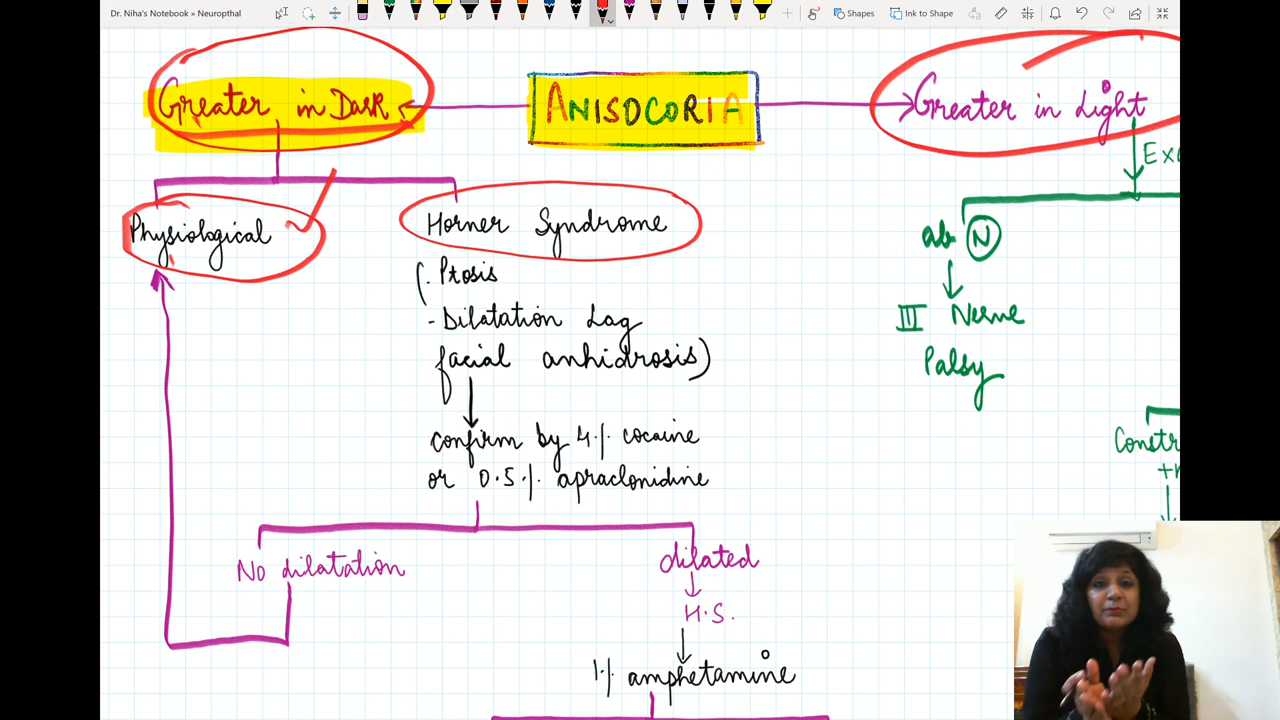 Dr. Niha's Notebook » Neuropthal
Shapes
Ink to Shape
Greater in Dark
ANISOCORIA
Greater in Light
Physiological
Horner Syndrome
(. Ptosis
- Dilatation Lag
facial anhidrosis)
confirm by 4% cocaine
or 0.5% apraclonidine
No dilatation
dilated
H.S.
1% amphetamine
ab N
III Nerve
Palsy